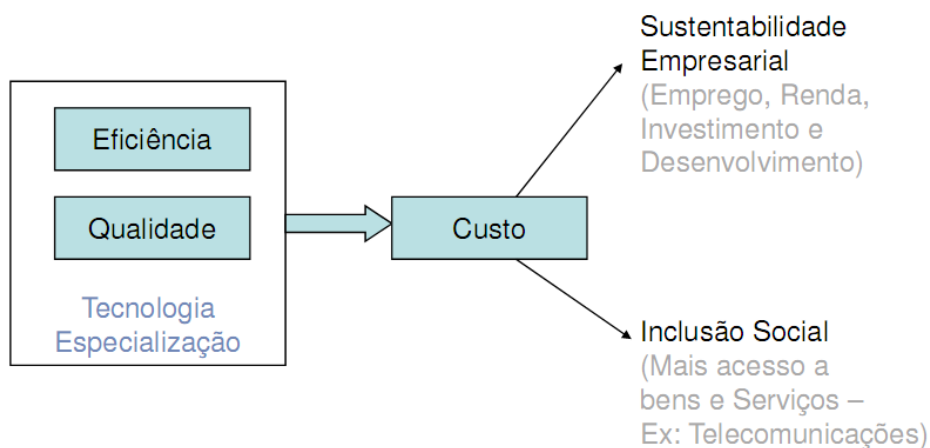 Eficiência
Qualidade
Tecnologia
Especialização
Custo
Sustentabilidade
Empresarial
(Emprego, Renda,
Investimento e
Desenvolvimento)
Inclusão Social
(Mais acesso a
bens e Serviços –
Ex: Telecomunicações)